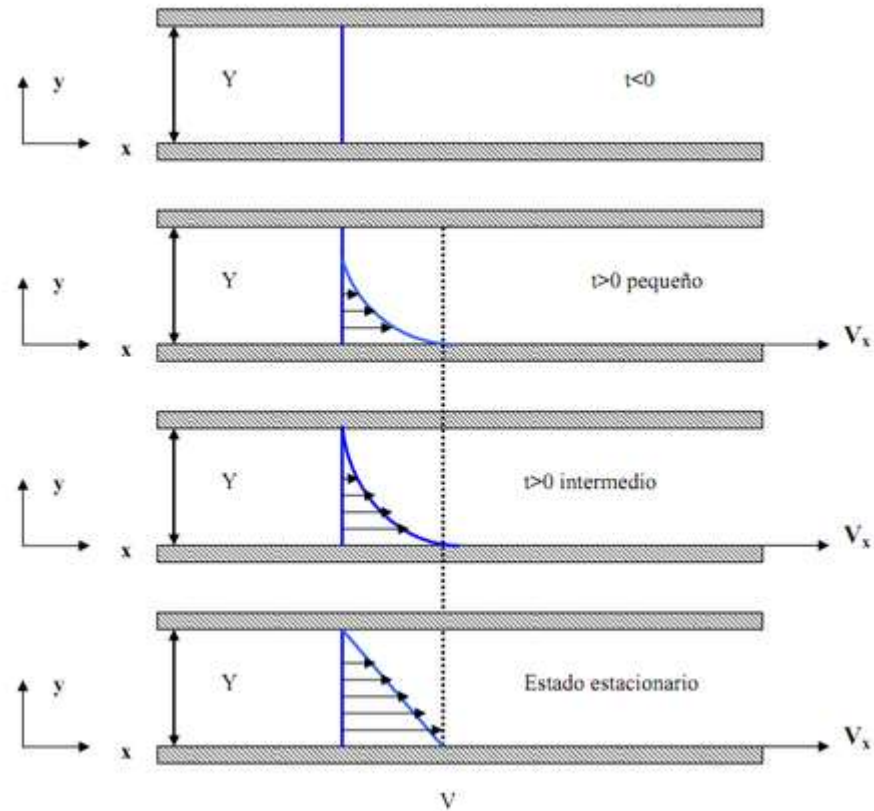 Y
t<0
y
x
Y
t>0 pequeño
y
x
Vx
Y
t>0 intermedio
y
x
Vx
Y
Estado estacionario
y
x
Vx
V